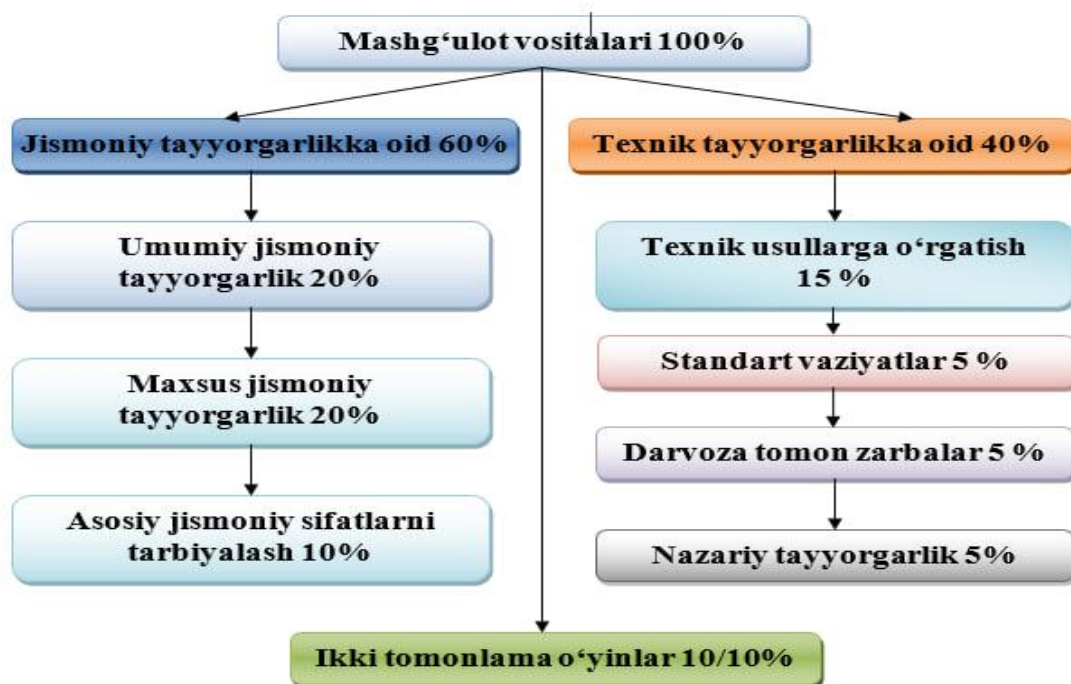 Mashg‘ulot vositalari 100%
Jismoniy tayyorgarlikka oid 60%
Umumiy jismoniy
tayyorgarlik 20%
Maxsus jismoniy
tayyorgarlik 20%
Asosiy jismoniy sifatlarni
tarbiyalash 10%
Texnik tayyorgarlikka oid 40%
Texnik usullarga o‘rgatish
15 %
Standart vaziyatlar 5 %
Darvoza tomon zarbalar 5 %
Nazariy tayyorgarlik 5%
Ikki tomonlama o‘yinlar 10/10%